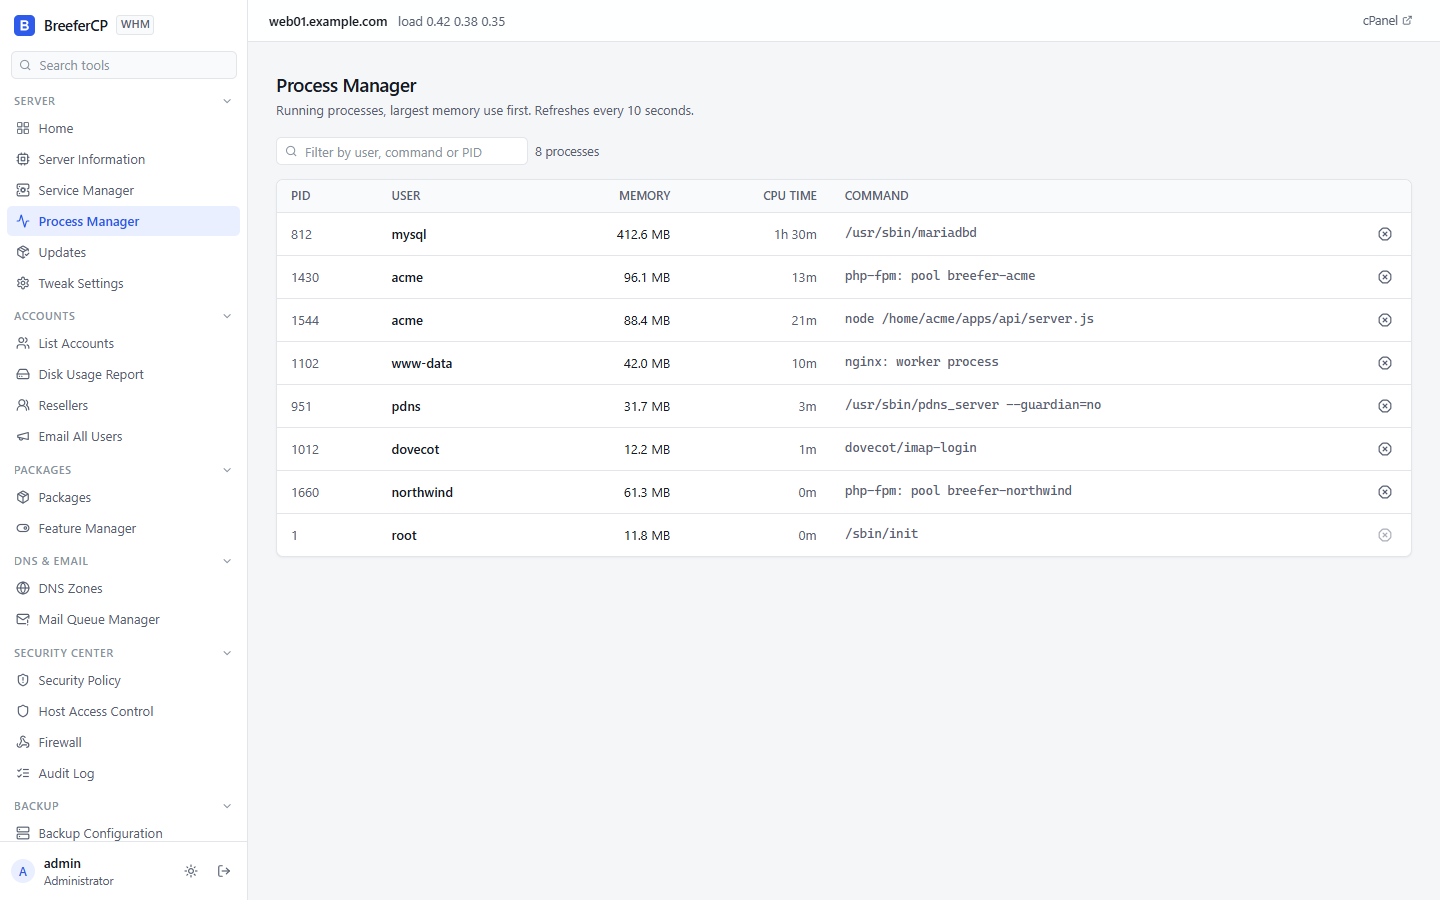 B BreeferCP WHM
Search tools
SERVER
Home
Server Information
Service Manager
Process Manager
Updates
Tweak Settings
ACCOUNTS
List Accounts
Disk Usage Report
Resellers
Email All Users
PACKAGES
Packages
Feature Manager
DNS & EMAIL
DNS Zones
Mail Queue Manager
SECURITY CENTER
Security Policy
Host Access Control
Firewall
Audit Log
BACKUP
Backup Configuration
A admin
Administrator
web01.example.com load 0.42 0.38 0.35 cPanel
Process Manager
Running processes, largest memory use first. Refreshes every 10 seconds.
Filter by user, command or PID 8 processes
PID USER MEMORY CPU TIME COMMAND
812 mysql 412.6 MB 1h 30m /usr/sbin/mariadbd
1430 acme 96.1 MB 13m php-fpm: pool breefer-acme
1544 acme 88.4 MB 21m node /home/acme/apps/api/server.js
1102 www-data 42.0 MB 10m nginx: worker process
951 pdns 31.7 MB 3m /usr/sbin/pdns_server --guardian=no
1012 dovecot 12.2 MB 1m dovecot/imap-login
1660 northwind 61.3 MB 0m php-fpm: pool breefer-northwind
1 root 11.8 MB 0m /sbin/init